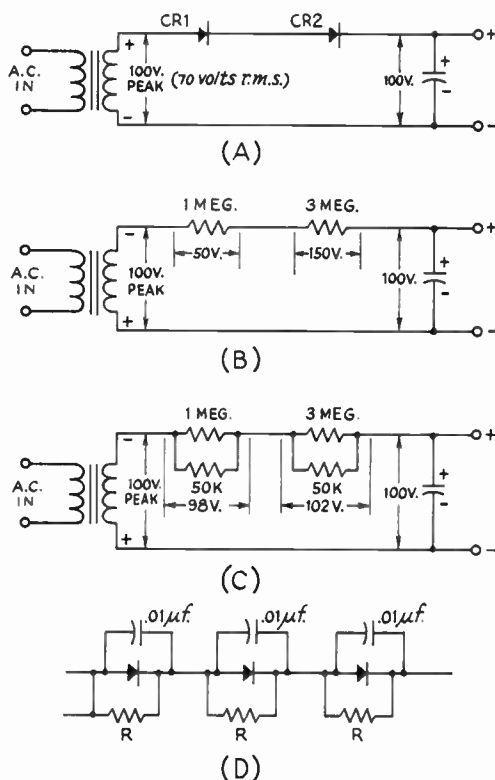 CR1 CR2
+ + +
A.C. IN
100V. PEAK (70 volts r.m.s.) 100V.
- - -
(A)
1 MEG. 3 MEG.
- + +
50V. 150V.
A.C. IN
100V. PEAK 100V.
+ - -
(B)
1 MEG. 3 MEG.
- + +
A.C. IN
100V. PEAK 100V.
50K 50K
98V. 102V.
+ - -
(C)
.01µf. .01µf. .01µf.
R R R
(D)